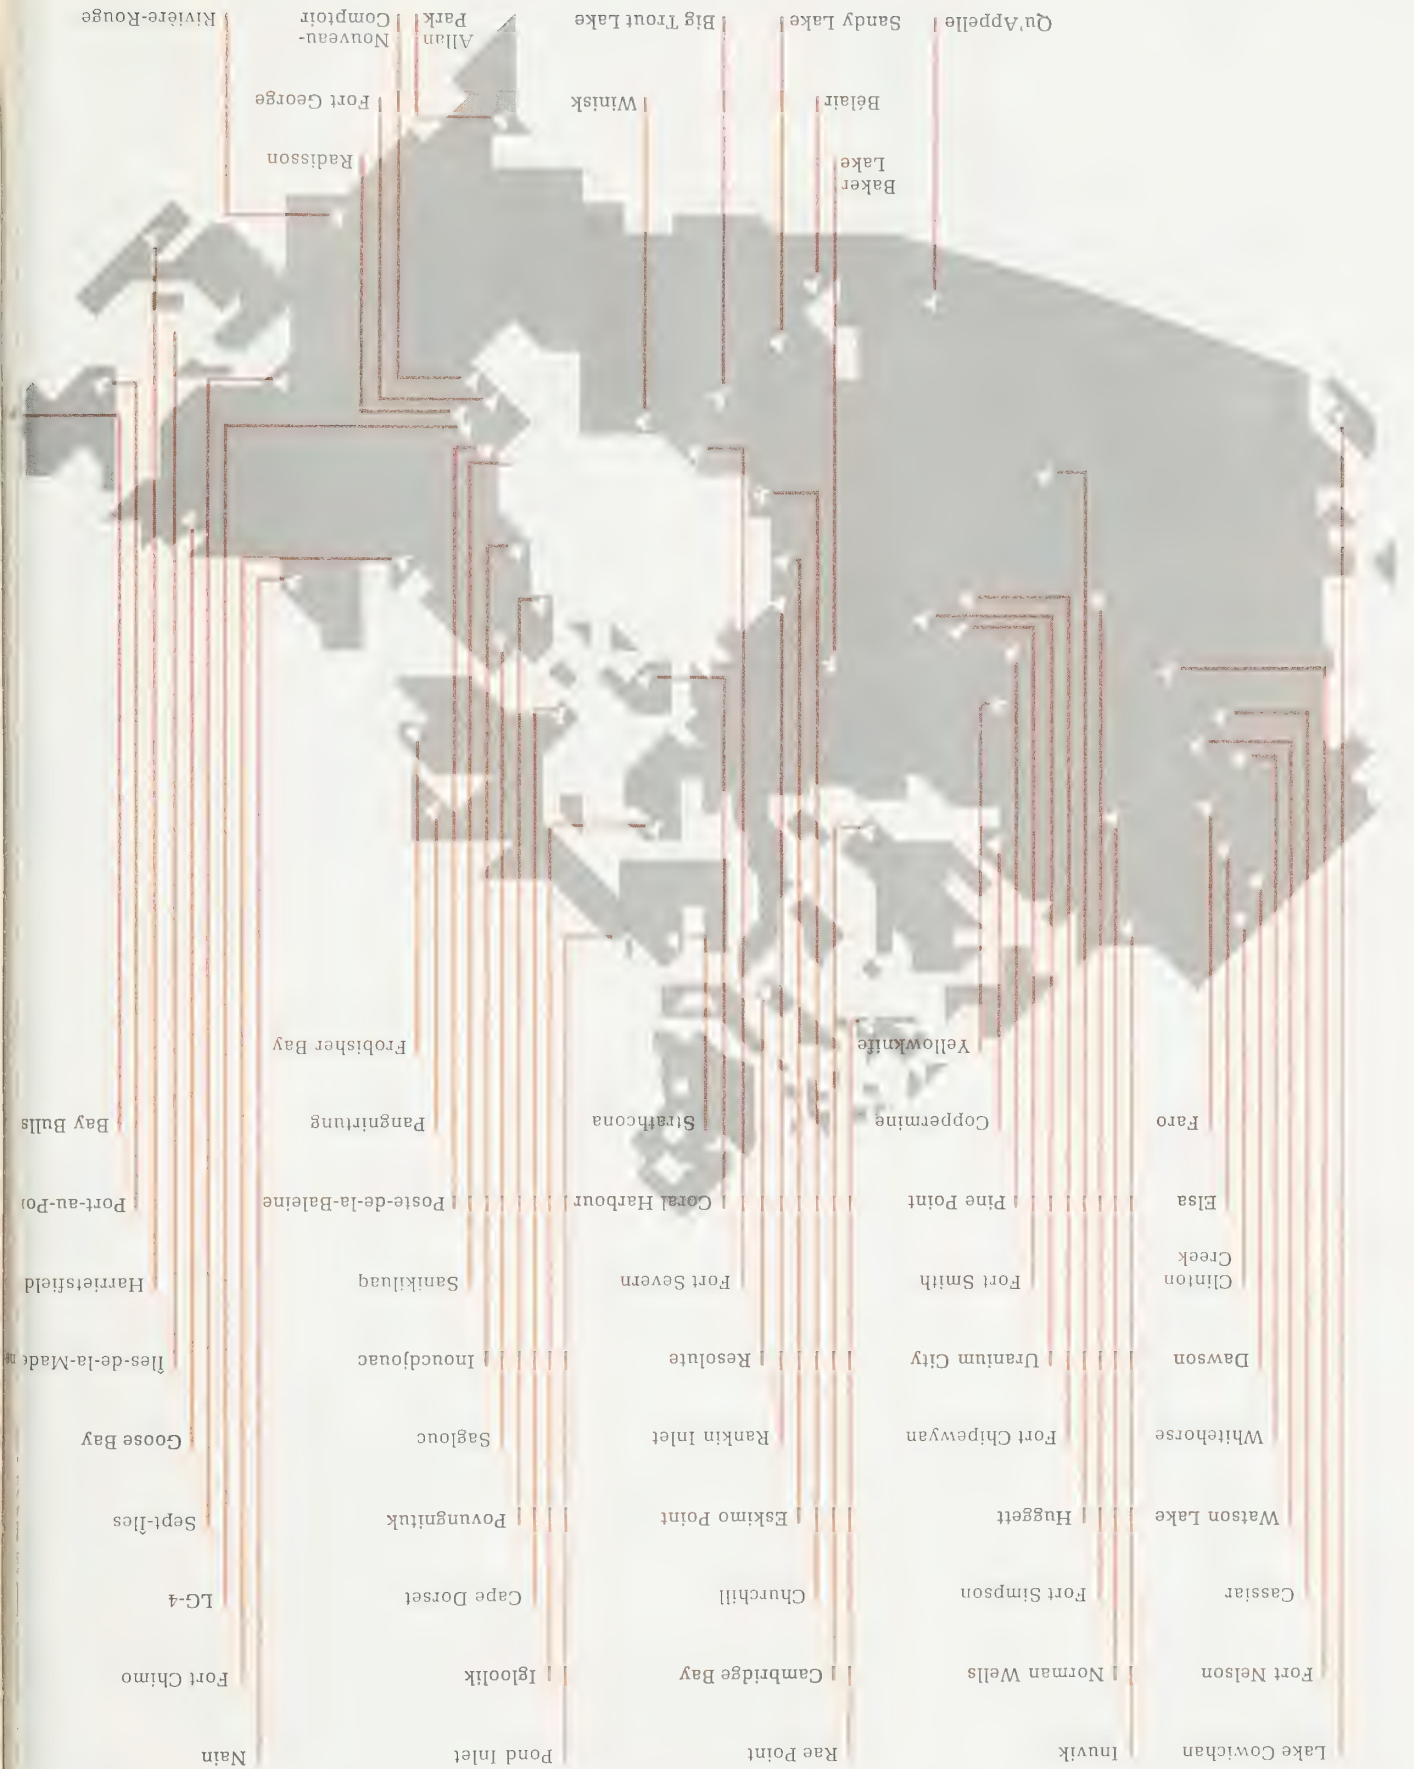 Lake Cowichan
Inuvik
Rae Point
Pond Inlet
Nain
Fort Nelson
Norman Wells
Cambridge Bay
Igloolik
Fort Chimo
Cassiar
Fort Simpson
Churchill
Cape Dorset
LG-4
Watson Lake
Huggett
Eskimo Point
Povungnituk
Sept-Îles
Whitehorse
Fort Chipewyan
Rankin Inlet
Saglouc
Goose Bay
Dawson
Uranium City
Resolute
Inoucdjouac
Îles-de-la-Made
Clinton
Creek
Fort Smith
Fort Severn
Sanikiluaq
Harrietsfield
Elsa
Pine Point
Coral Harbour
Poste-de-la-Baleine
Port-au-Por
Faro
Coppermine
Strathcona
Pangnirtung
Bay Bulls
Yellowknife
Frobisher Bay
Baker
Lake
Radisson
Bélair
Winisk
Fort George
Qu'Appelle
Sandy Lake
Big Trout Lake
Allan
Park
Nouveau-
Comptoir
Rivière-Rouge